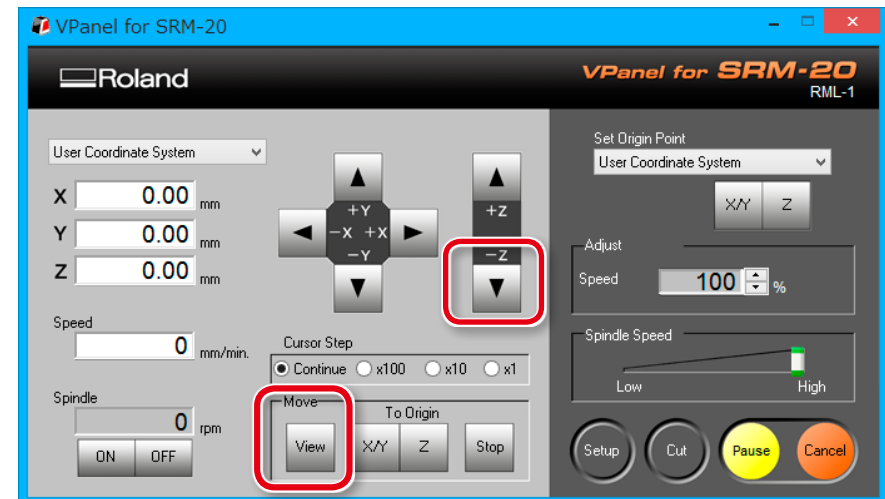 VPanel for SRM-20
Roland
VPanel for SRM-20
RML-1
User Coordinate System
X 0.00 mm
Y 0.00 mm
Z 0.00 mm
Speed
0 mm/min.
Spindle
0 rpm
ON OFF
+Y
-X +X
-Y
+Z
-Z
Cursor Step
Continue x100 x10 x1
Move
To Origin
View X/Y Z Stop
Set Origin Point
User Coordinate System
X/Y Z
Adjust
Speed 100 %
Spindle Speed
Low High
Setup Cut Pause Cancel